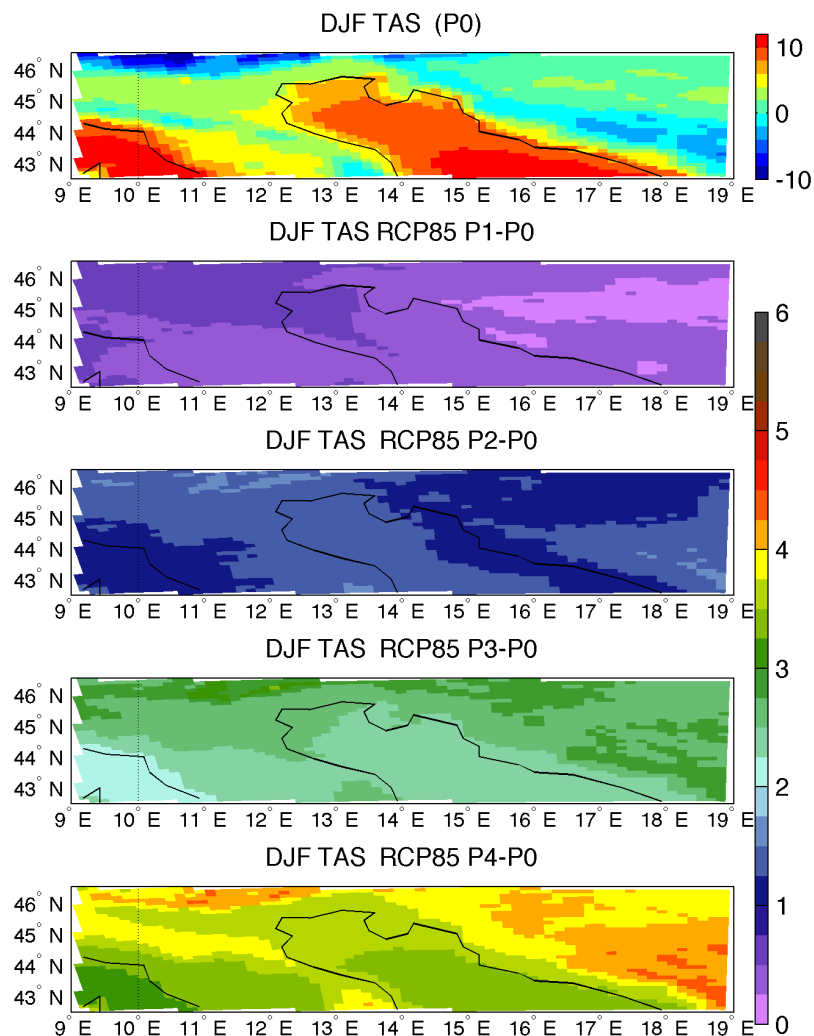 DJF TAS (P0)
46° N
45° N
44° N
43° N
9° E 10° E 11° E 12° E 13° E 14° E 15° E 16° E 17° E 18° E 19° E
10
0
-10
DJF TAS RCP85 P1-P0
46° N
45° N
44° N
43° N
9° E 10° E 11° E 12° E 13° E 14° E 15° E 16° E 17° E 18° E 19° E
DJF TAS RCP85 P2-P0
46° N
45° N
44° N
43° N
9° E 10° E 11° E 12° E 13° E 14° E 15° E 16° E 17° E 18° E 19° E
DJF TAS RCP85 P3-P0
46° N
45° N
44° N
43° N
9° E 10° E 11° E 12° E 13° E 14° E 15° E 16° E 17° E 18° E 19° E
DJF TAS RCP85 P4-P0
46° N
45° N
44° N
43° N
9° E 10° E 11° E 12° E 13° E 14° E 15° E 16° E 17° E 18° E 19° E
6
5
4
3
2
1
0